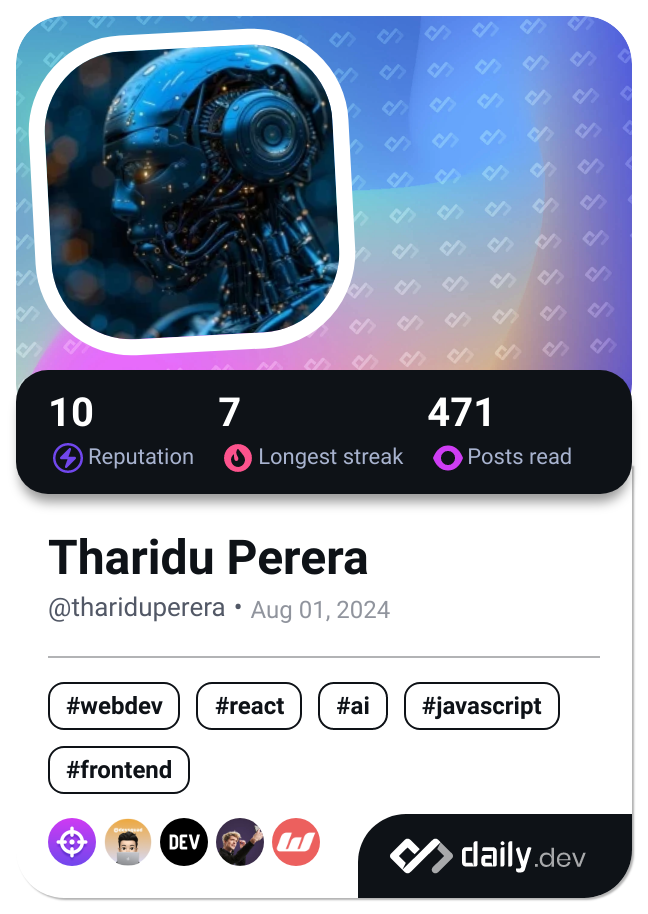 10 7 471
Reputation Longest streak Posts read
Tharidu Perera
@thariduperera • Aug 01, 2024
#webdev #react #ai #javascript
#frontend
DEV
daily.dev